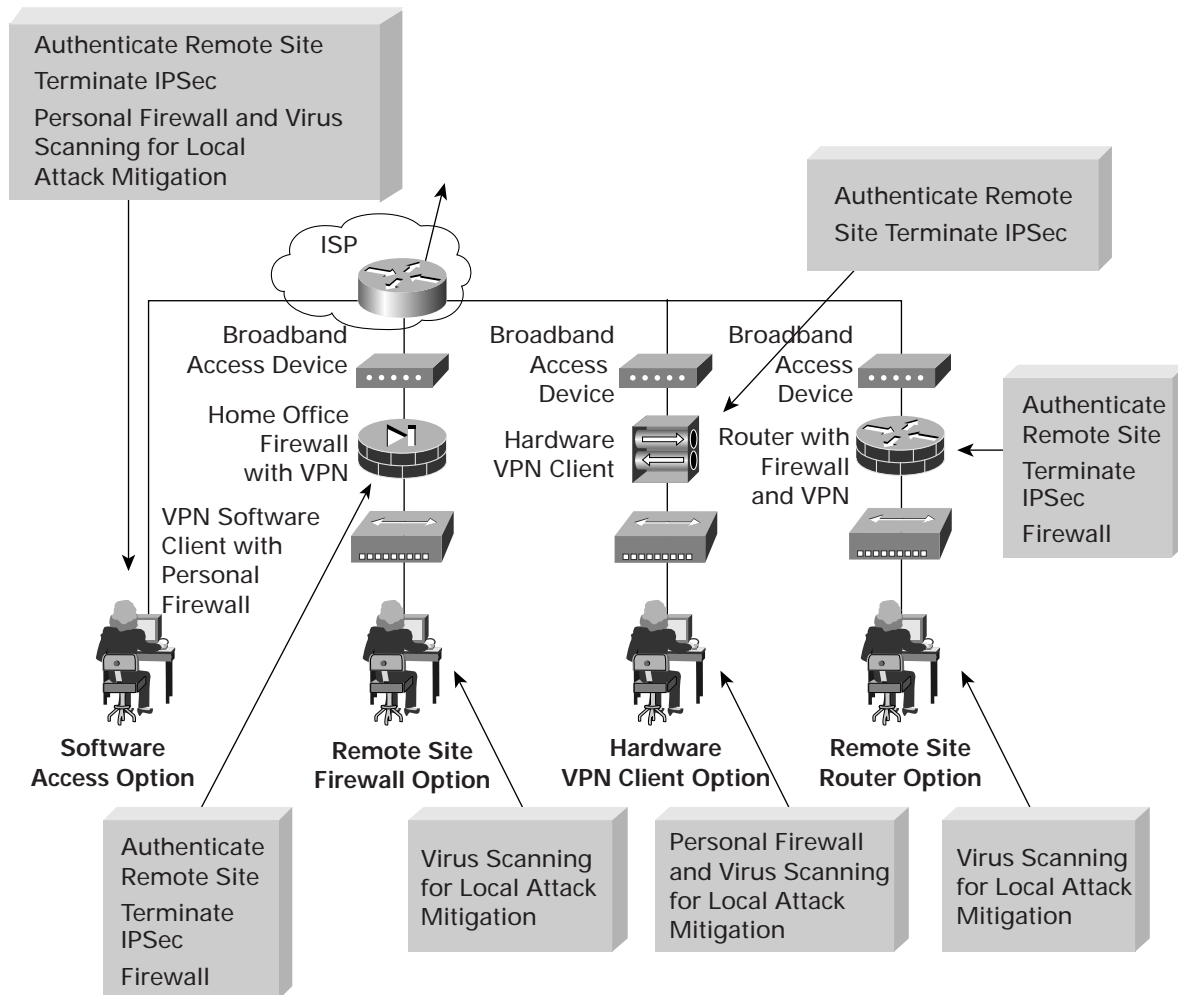 Authenticate Remote Site
Terminate IPSec
Personal Firewall and Virus
Scanning for Local
Attack Mitigation
Authenticate Remote
Site Terminate IPSec
ISP
Broadband
Access Device
Broadband
Access
Device
Broadband
Access
Device
Home Office
Firewall
with VPN
Hardware
VPN Client
Router with
Firewall
and VPN
Authenticate
Remote Site
Terminate
IPSec
Firewall
VPN Software
Client with
Personal
Firewall
Software
Access Option
Remote Site
Firewall Option
Hardware
VPN Client Option
Remote Site
Router Option
Authenticate
Remote Site
Terminate
IPSec
Firewall
Virus Scanning
for Local Attack
Mitigation
Personal Firewall
and Virus Scanning
for Local Attack
Mitigation
Virus Scanning
for Local Attack
Mitigation